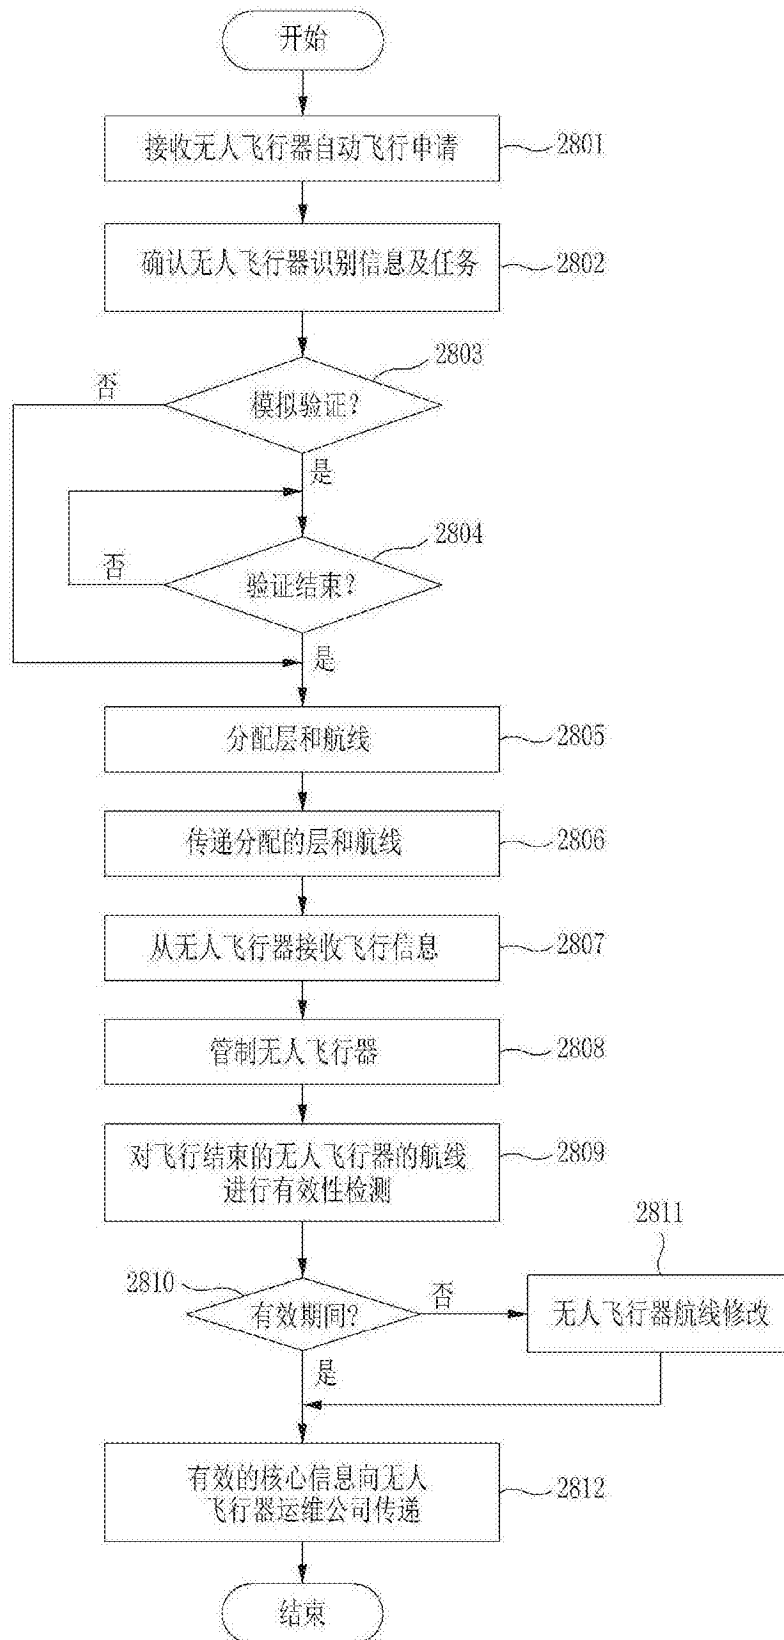 开始
接收无人飞行器自动飞行申请
2801
确认无人飞行器识别信息及任务
2802
2803
否
模拟验证?
是
2804
否
验证结束?
是
分配层和航线
2805
传递分配的层和航线
2806
从无人飞行器接收飞行信息
2807
管制无人飞行器
2808
对飞行结束的无人飞行器的航线
进行有效性检测
2809
2811
2810
有效期间?
否
无人飞行器航线修改
是
有效的核心信息向无人
飞行器运维公司传递
2812
结束